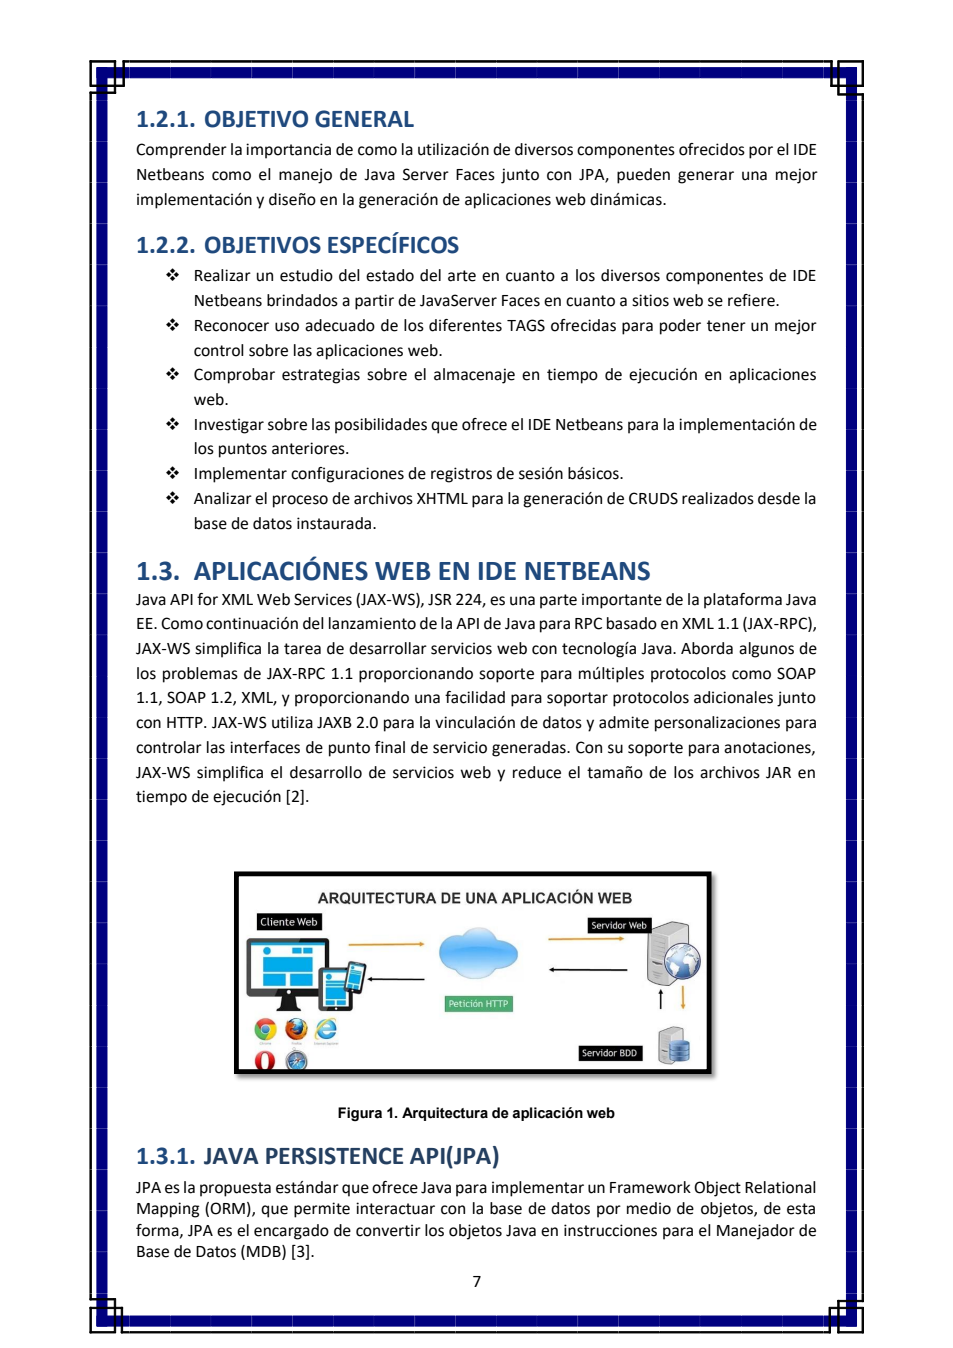 1.2.1. OBJETIVO GENERAL
Comprender la importancia de como la utilización de diversos componentes ofrecidos por el IDE
Netbeans como el manejo de Java Server Faces junto con JPA, pueden generar una mejor
implementación y diseño en la generación de aplicaciones web dinámicas.
1.2.2. OBJETIVOS ESPECÍFICOS
❖ Realizar un estudio del estado del arte en cuanto a los diversos componentes de IDE
Netbeans brindados a partir de JavaServer Faces en cuanto a sitios web se refiere.
❖ Reconocer uso adecuado de los diferentes TAGS ofrecidas para poder tener un mejor
control sobre las aplicaciones web.
❖ Comprobar estrategias sobre el almacenaje en tiempo de ejecución en aplicaciones
web.
❖ Investigar sobre las posibilidades que ofrece el IDE Netbeans para la implementación de
los puntos anteriores.
❖ Implementar configuraciones de registros de sesión básicos.
❖ Analizar el proceso de archivos XHTML para la generación de CRUDS realizados desde la
base de datos instaurada.
1.3. APLICACIÓNES WEB EN IDE NETBEANS
Java API for XML Web Services (JAX-WS), JSR 224, es una parte importante de la plataforma Java
EE. Como continuación del lanzamiento de la API de Java para RPC basado en XML 1.1 (JAX-RPC),
JAX-WS simplifica la tarea de desarrollar servicios web con tecnología Java. Aborda algunos de
los problemas de JAX-RPC 1.1 proporcionando soporte para múltiples protocolos como SOAP
1.1, SOAP 1.2, XML, y proporcionando una facilidad para soportar protocolos adicionales junto
con HTTP. JAX-WS utiliza JAXB 2.0 para la vinculación de datos y admite personalizaciones para
controlar las interfaces de punto final de servicio generadas. Con su soporte para anotaciones,
JAX-WS simplifica el desarrollo de servicios web y reduce el tamaño de los archivos JAR en
tiempo de ejecución [2].
ARQUITECTURA DE UNA APLICACIÓN WEB
Cliente Web
Servidor Web
Petición HTTP
Servidor BDD
Figura 1. Arquitectura de aplicación web
1.3.1. JAVA PERSISTENCE API(JPA)
JPA es la propuesta estándar que ofrece Java para implementar un Framework Object Relational
Mapping (ORM), que permite interactuar con la base de datos por medio de objetos, de esta
forma, JPA es el encargado de convertir los objetos Java en instrucciones para el Manejador de
Base de Datos (MDB) [3].
7